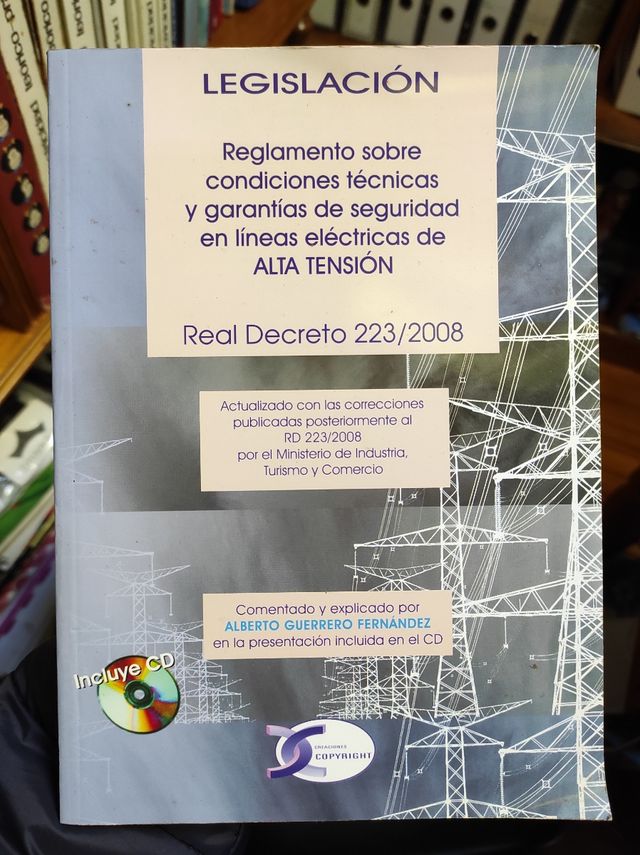 LEGISLACIÓN
Reglamento sobre
condiciones técnicas
y garantías de seguridad
en líneas eléctricas de
ALTA TENSIÓN
Real Decreto 223/2008
Actualizado con las correcciones
publicadas posteriormente al
RD 223/2008
por el Ministerio de Industria,
Turismo y Comercio
Comentado y explicado por
ALBERTO GUERRERO FERNÁNDEZ
en la presentación incluida en el CD
Incluye CD
CREACIONES
COPYRIGHT